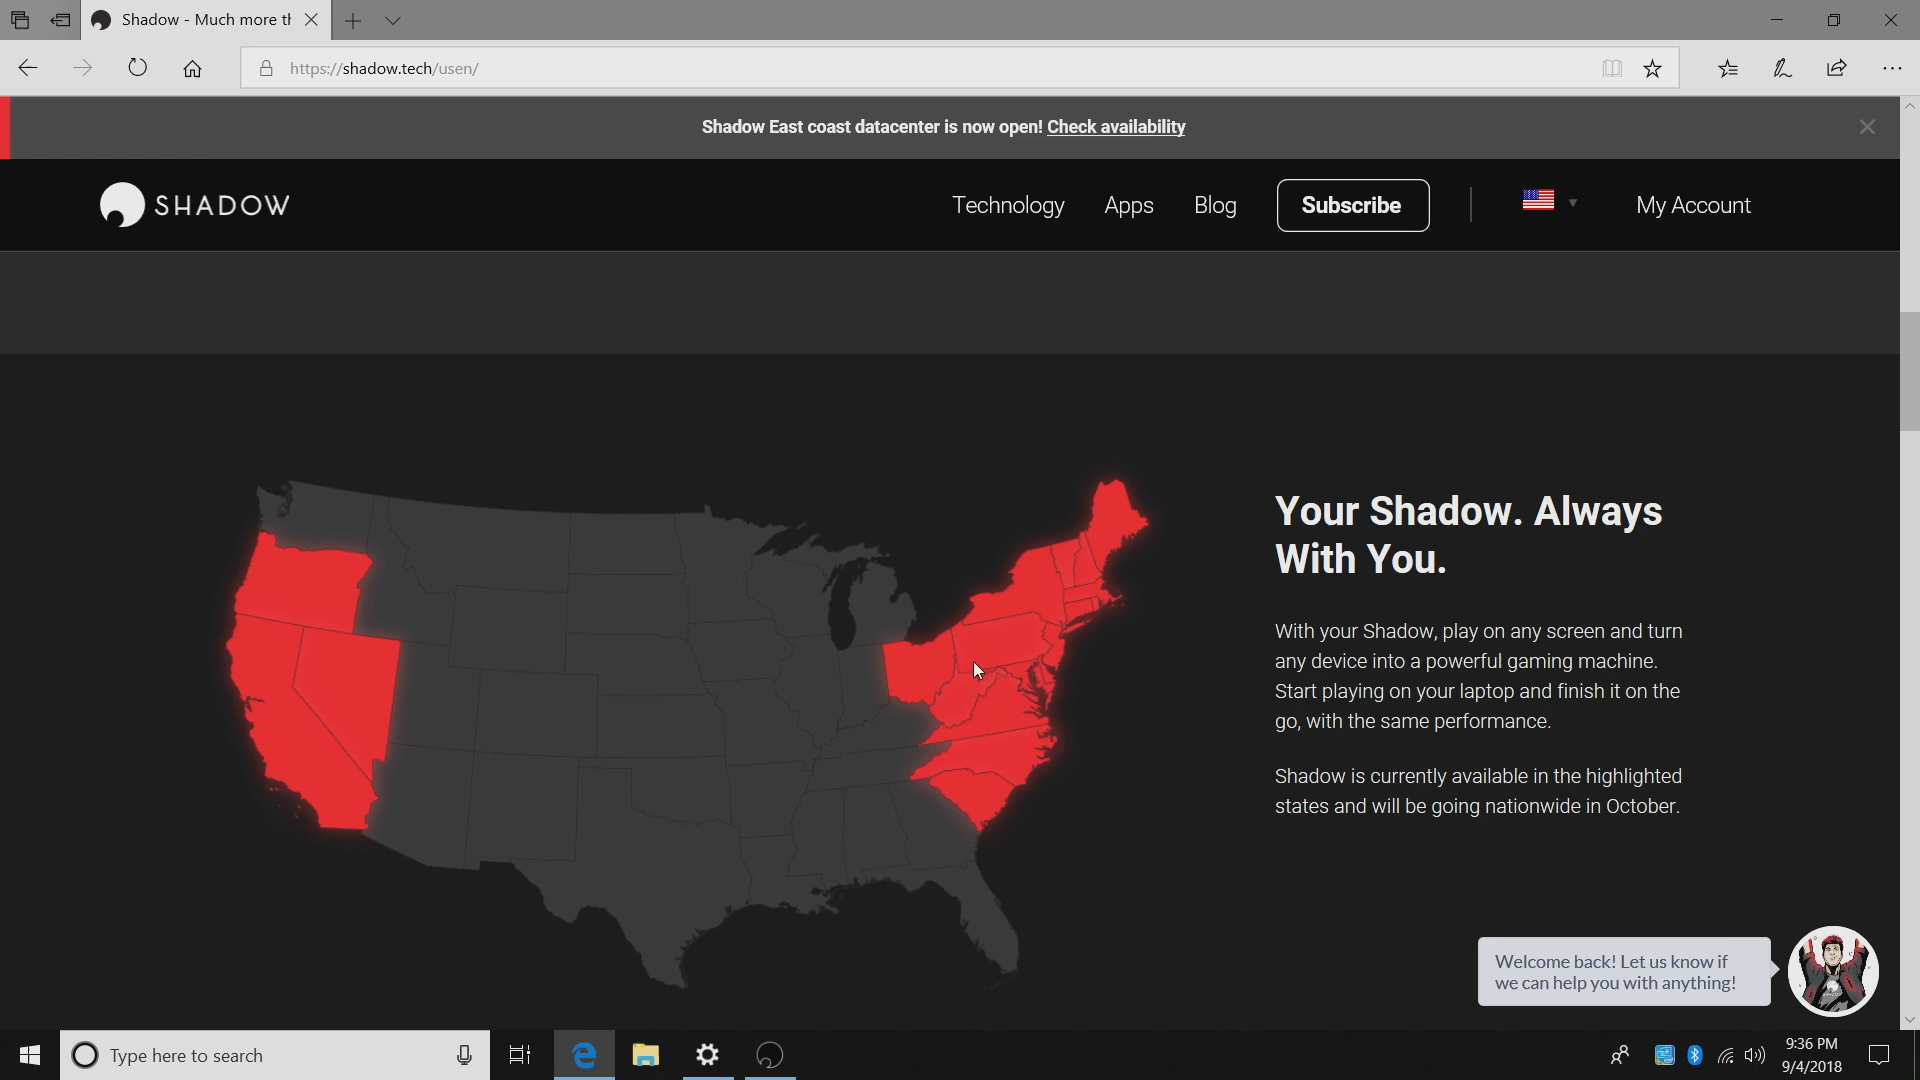 Shadow - Much more th
https://shadow.tech/usen/
Shadow East coast datacenter is now open! Check availability
SHADOW
Technology
Apps
Blog
Subscribe
My Account
Your Shadow. Always
With You.
With your Shadow, play on any screen and turn
any device into a powerful gaming machine.
Start playing on your laptop and finish it on the
go, with the same performance.
Shadow is currently available in the highlighted
states and will be going nationwide in October.
Welcome back! Let us know if
we can help you with anything!
Type here to search
9:36 PM
9/4/2018